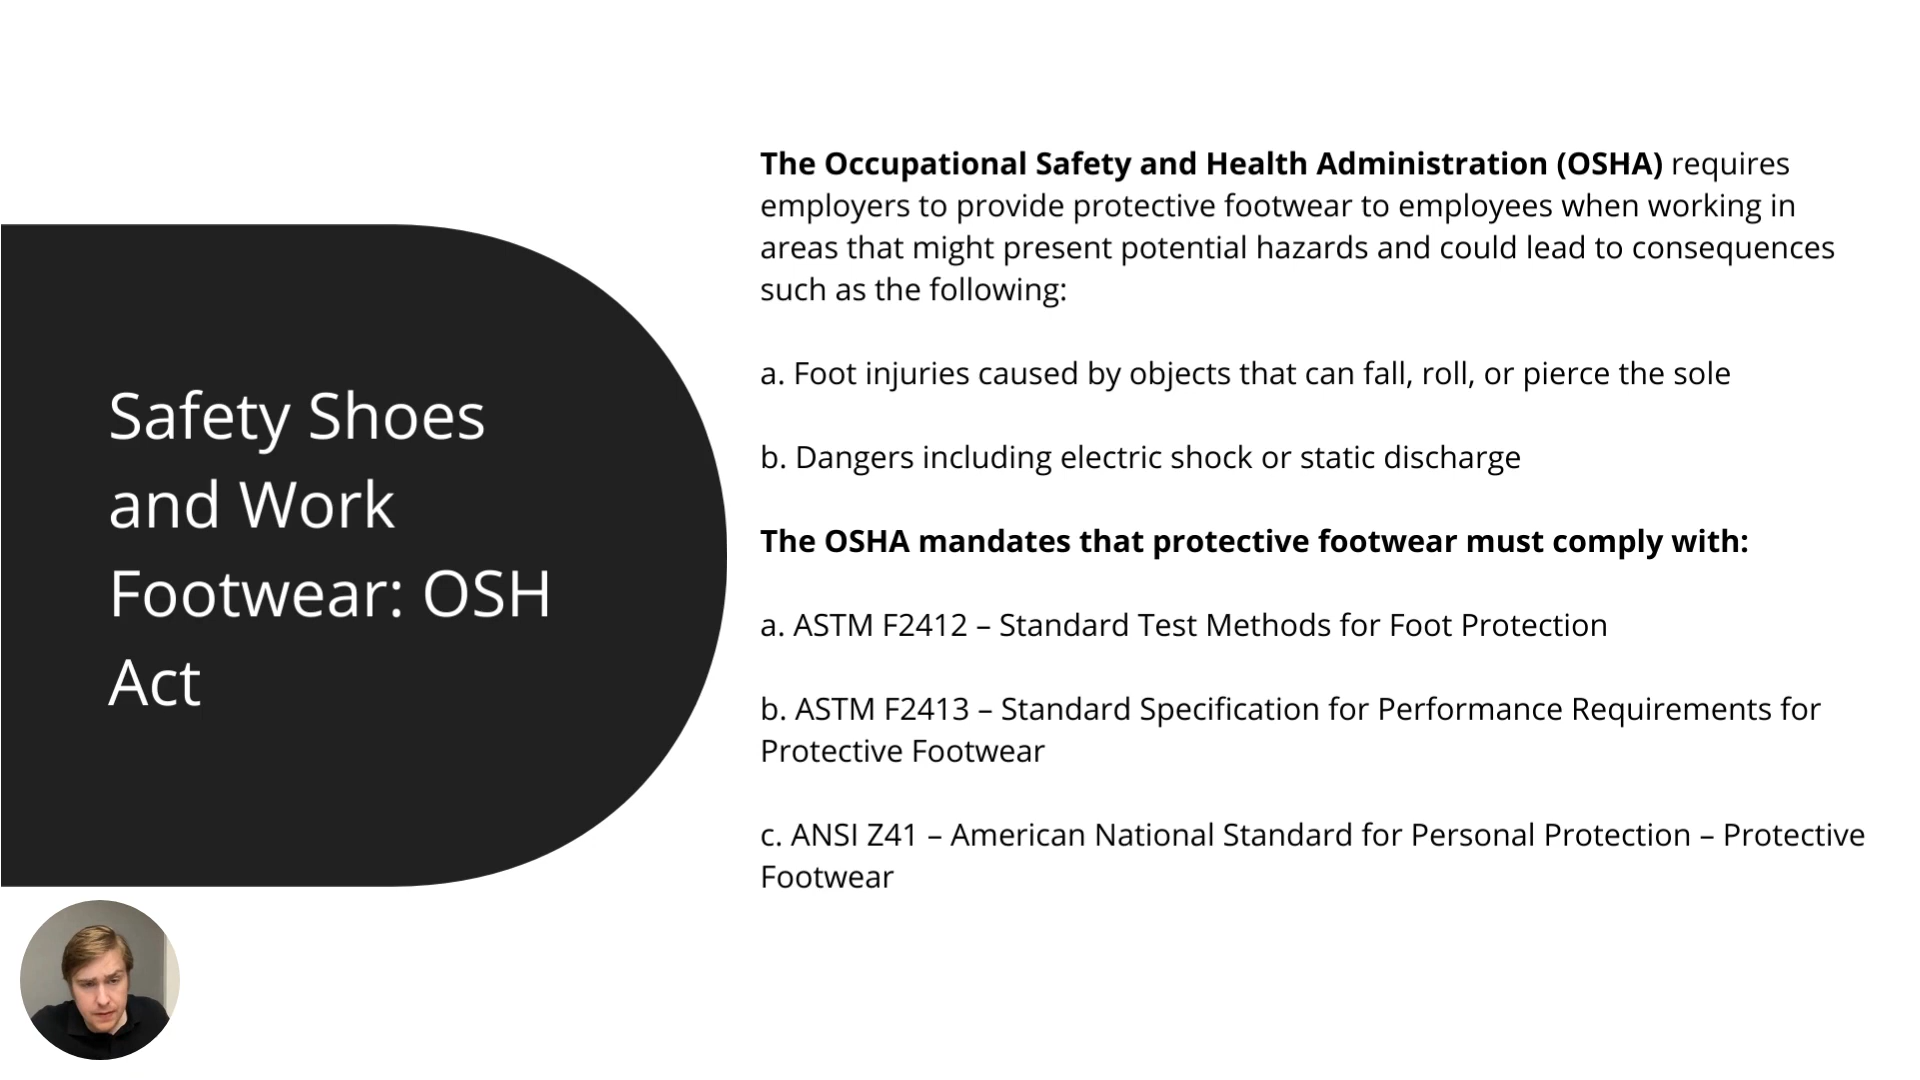 Safety Shoes
and Work
Footwear: OSH
Act
The Occupational Safety and Health Administration (OSHA) requires
employers to provide protective footwear to employees when working in
areas that might present potential hazards and could lead to consequences
such as the following:
a. Foot injuries caused by objects that can fall, roll, or pierce the sole
b. Dangers including electric shock or static discharge
The OSHA mandates that protective footwear must comply with:
a. ASTM F2412 – Standard Test Methods for Foot Protection
b. ASTM F2413 – Standard Specification for Performance Requirements for
Protective Footwear
c. ANSI Z41 – American National Standard for Personal Protection – Protective
Footwear